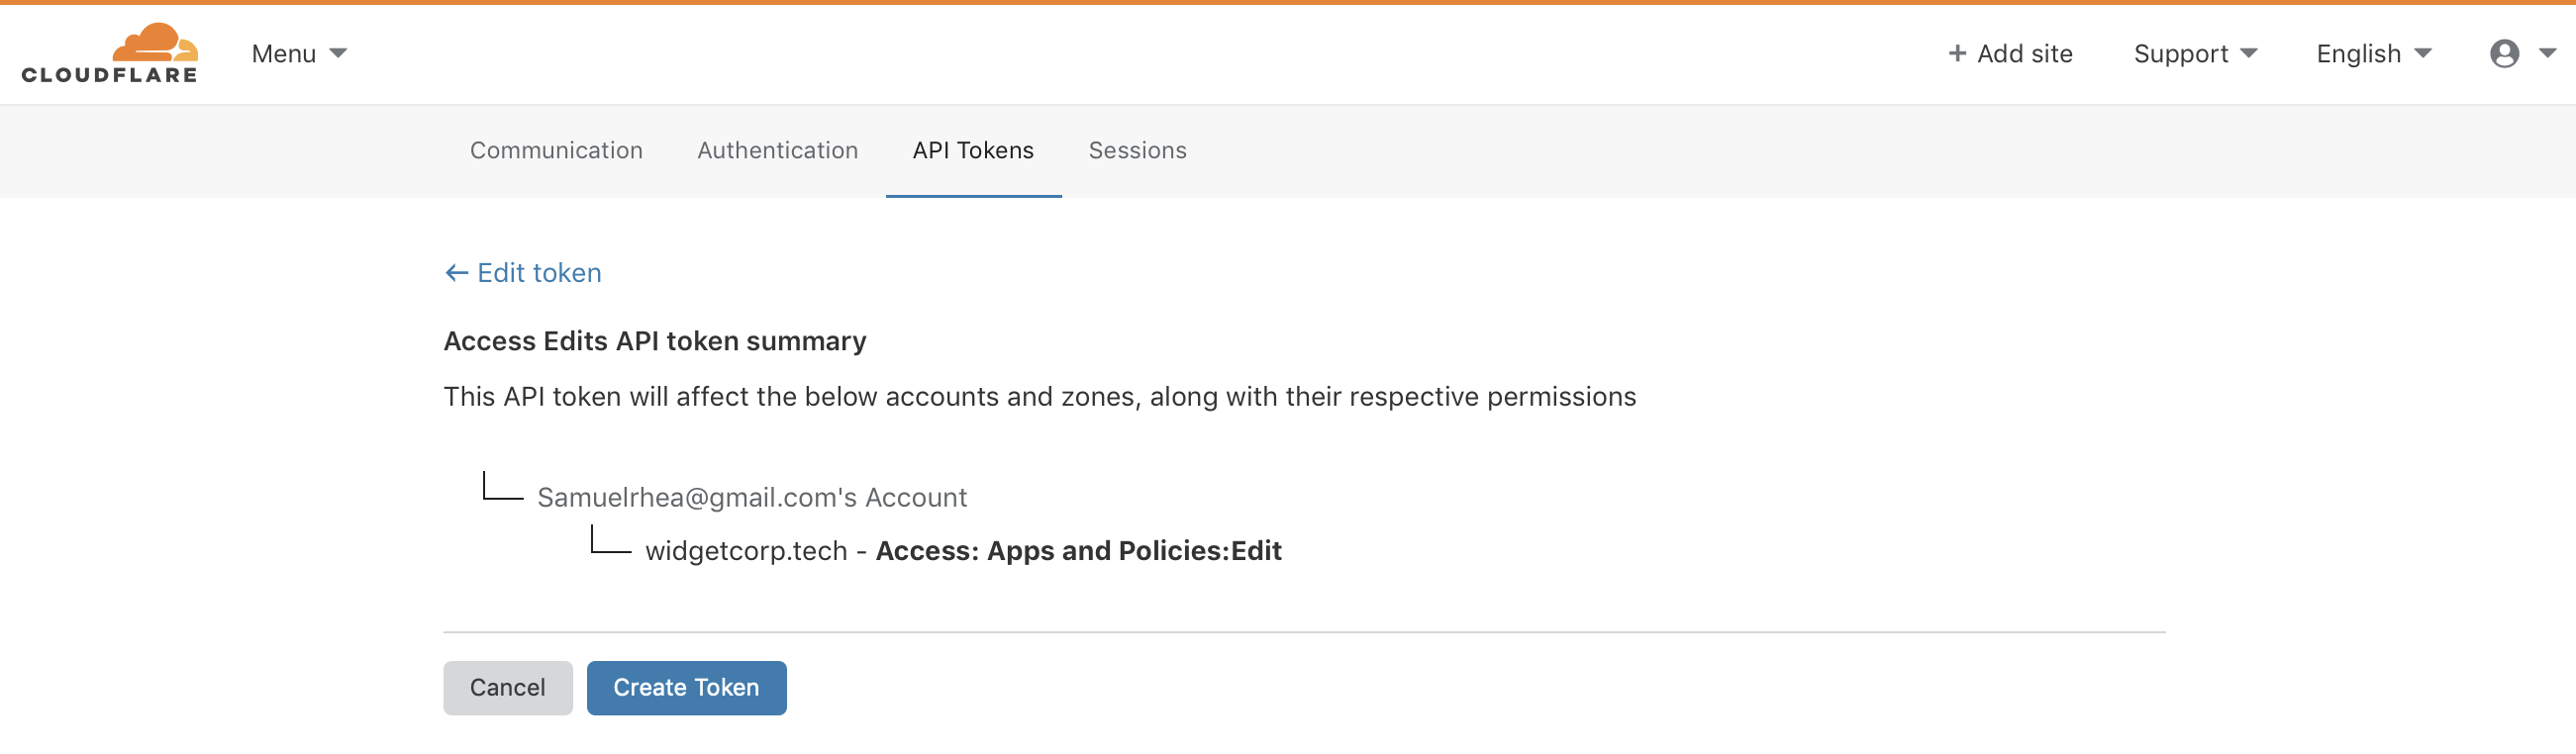 CLOUDFLARE Menu + Add site Support English
Communication Authentication API Tokens Sessions
← Edit token
Access Edits API token summary
This API token will affect the below accounts and zones, along with their respective permissions
Samuelrhea@gmail.com's Account
widgetcorp.tech - Access: Apps and Policies:Edit
Cancel Create Token